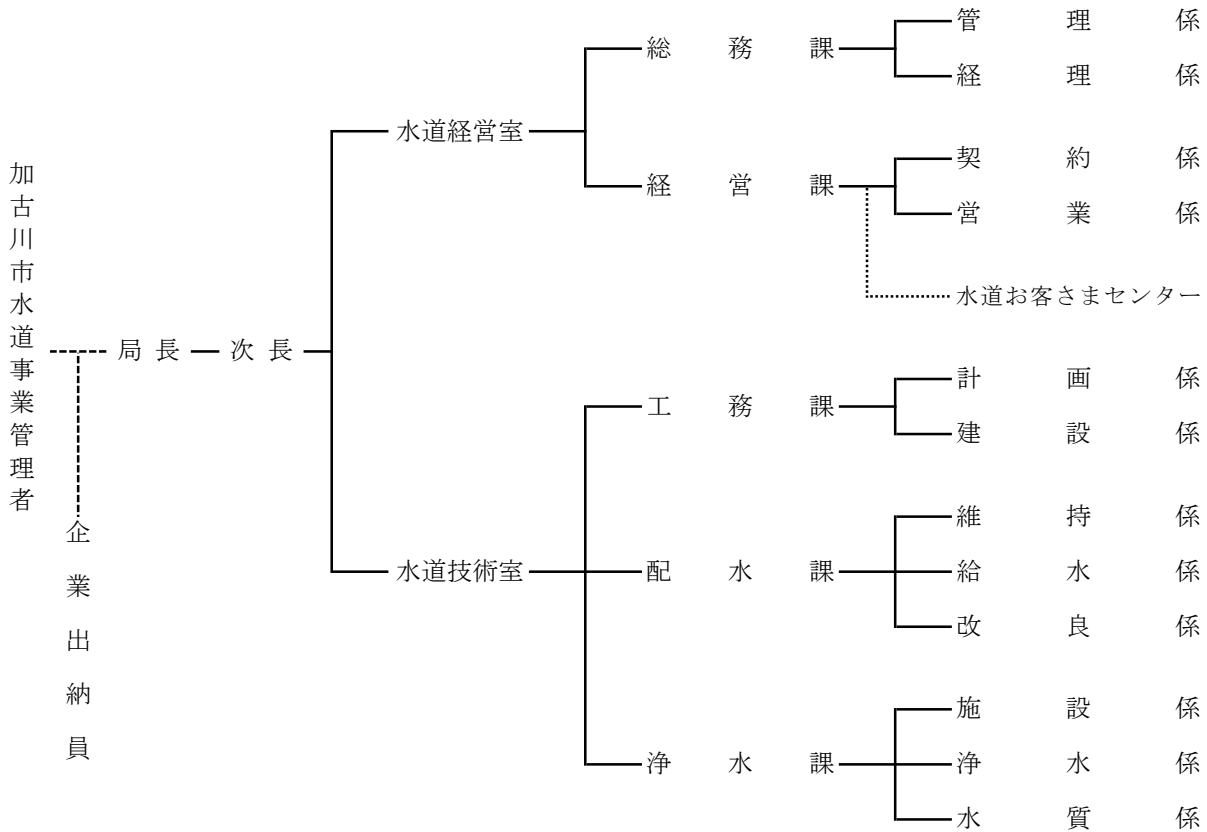 加古川市水道事業管理者
企業出納員
局長
次長
水道経営室
総務課
管理係
経理係
経営課
契約係
営業係
水道お客さまセンター
水道技術室
工務課
計画係
建設係
配水課
維持係
給水係
改良係
浄水課
施設係
浄水係
水質係